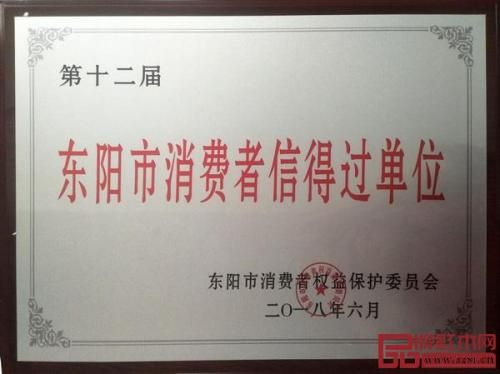 第十二届
东阳市消费者信得过单位
东阳市消费者权益保护委员会
二〇一八年六月